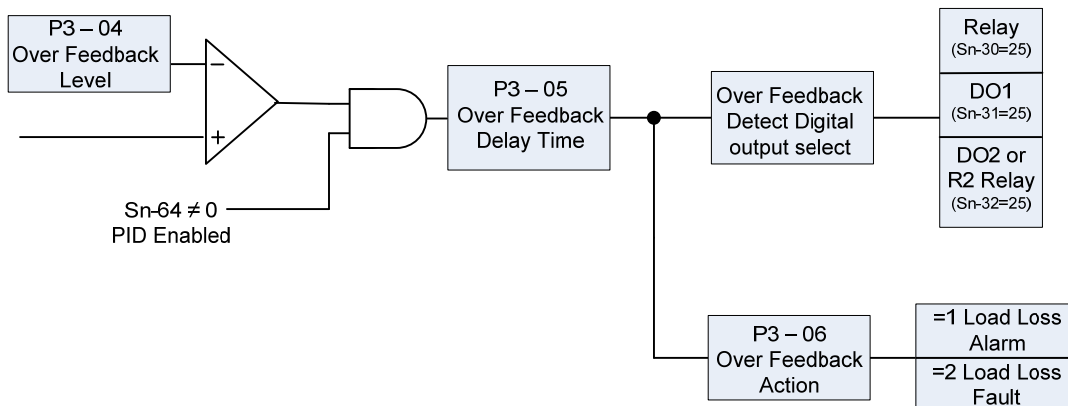 P3 – 04
Over Feedback
Level
−
+
Sn-64 ≠ 0
PID Enabled
P3 – 05
Over Feedback
Delay Time
Over Feedback
Detect Digital
output select
Relay
(Sn-30=25)
DO1
(Sn-31=25)
DO2 or
R2 Relay
(Sn-32=25)
P3 – 06
Over Feedback
Action
=1 Load Loss
Alarm
=2 Load Loss
Fault